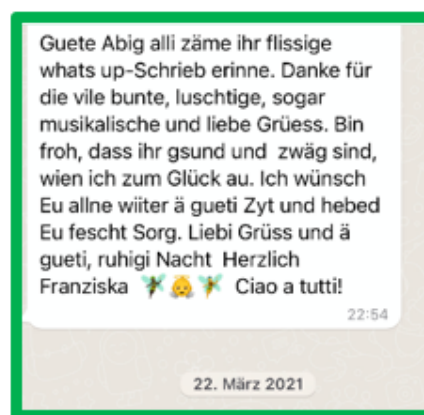 Guete Abig alli zäme ihr flissige
whats up-Schrieb erinne. Danke für
die vile bunte, luschtige, sogar
musikalische und liebe Grüess. Bin
froh, dass ihr gsund und  zwäg sind,
wien ich zum Glück au. Ich wünsch
Eu allne wiiter ä gueti Zyt und hebed
Eu fescht Sorg. Liebi Grüss und ä
gueti, ruhigi Nacht  Herzlich
Franziska 🧚👼🧚 Ciao a tutti!
22:54
22. März 2021